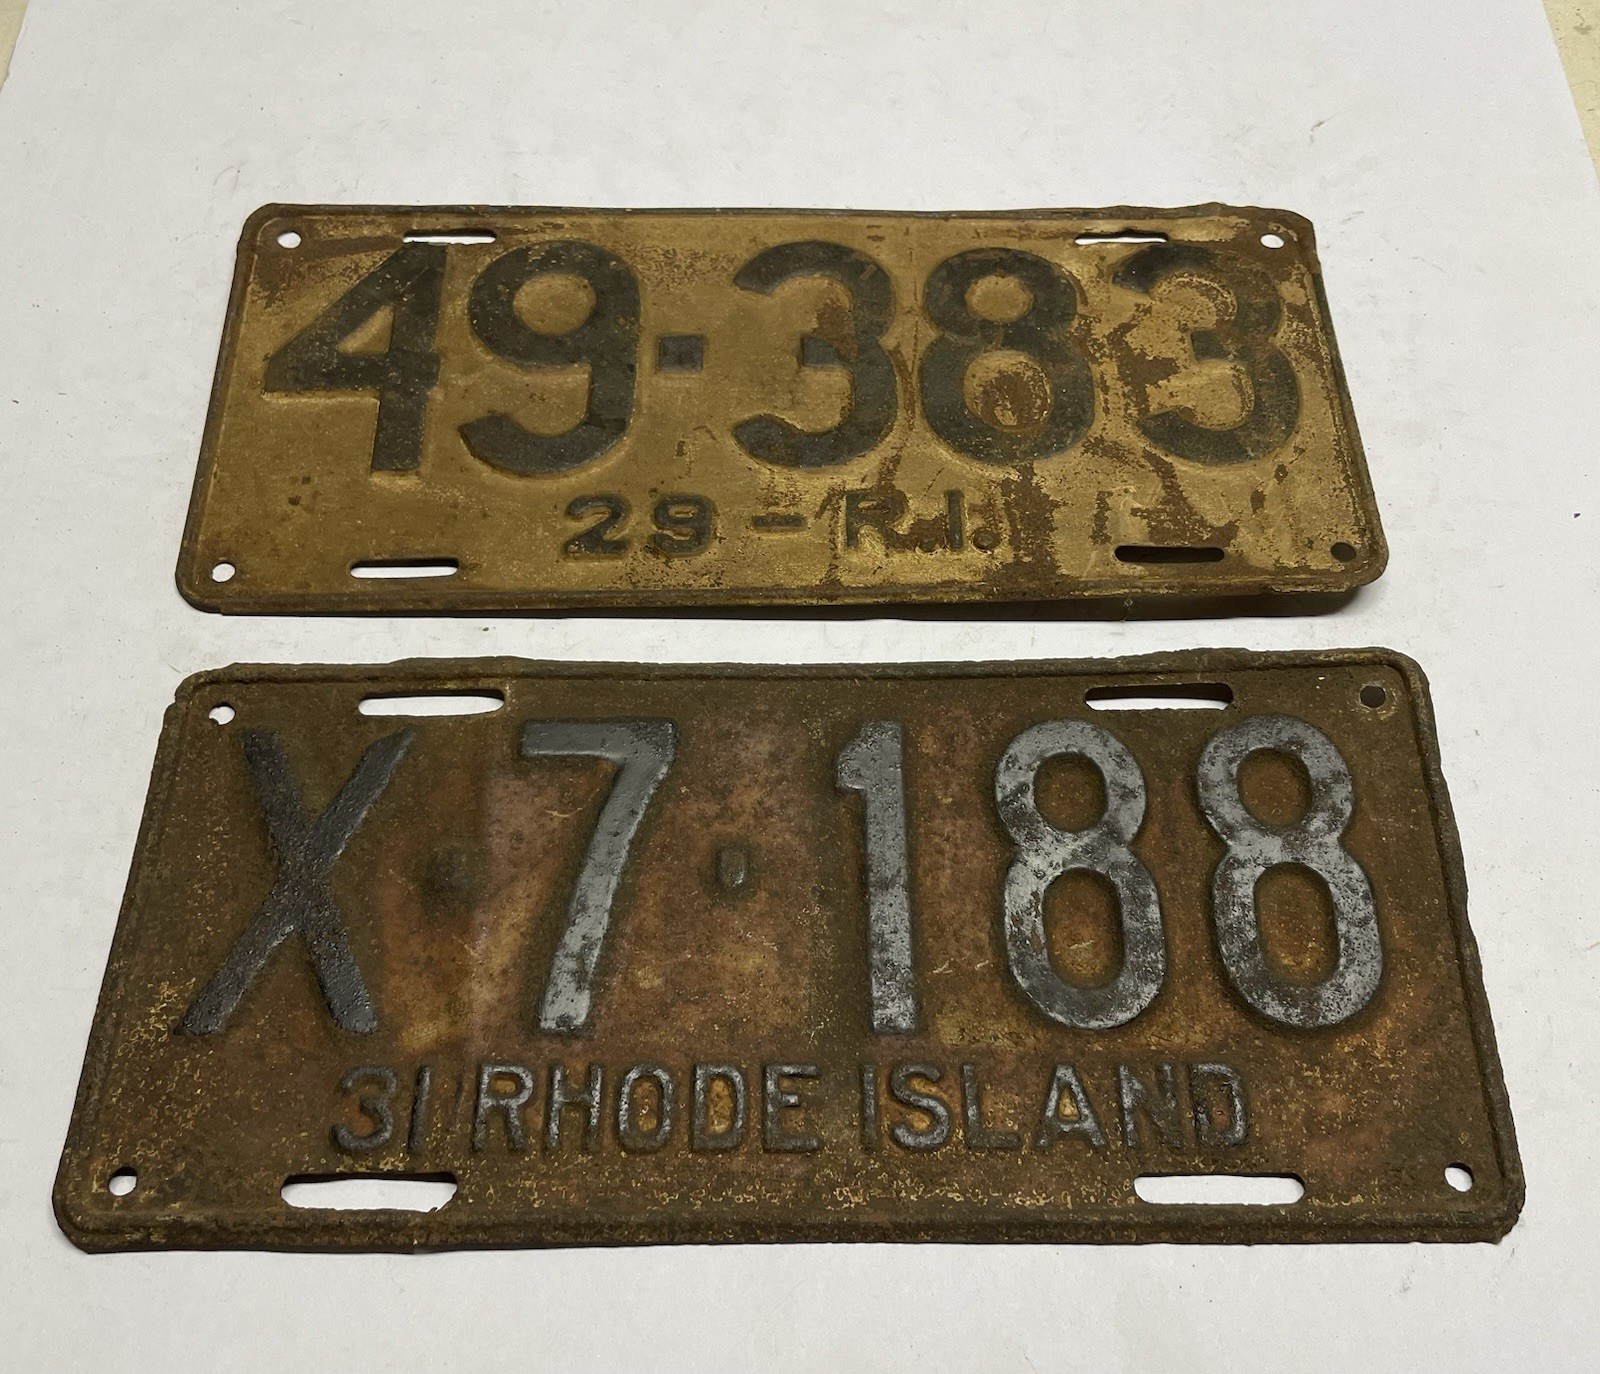 49-383
29-R.I.
X·7·188
31 RHODE ISLAND